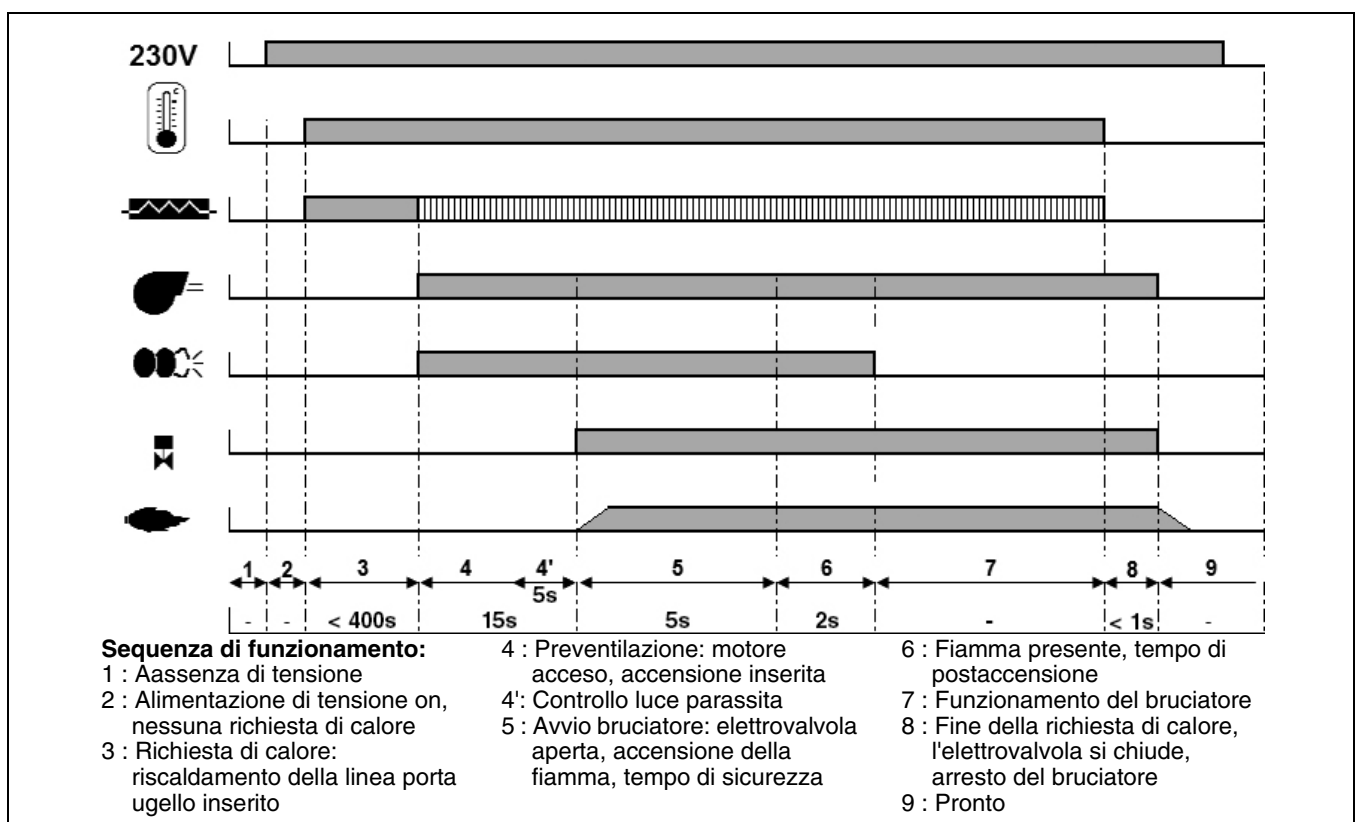 230V
°C
1 2 3 4 4' 5 6 7 8 9
5s
- - < 400s 15s 5s 2s - < 1s -
Sequenza di funzionamento:
1 : Aassenza di tensione
2 : Alimentazione di tensione on,
nessuna richiesta di calore
3 : Richiesta di calore:
riscaldamento della linea porta
ugello inserito
4 : Preventilazione: motore
acceso, accensione inserita
4': Controllo luce parassita
5 : Avvio bruciatore: elettrovalvola
aperta, accensione della
fiamma, tempo di sicurezza
6 : Fiamma presente, tempo di
postaccensione
7 : Funzionamento del bruciatore
8 : Fine della richiesta di calore,
l'elettrovalvola si chiude,
arresto del bruciatore
9 : Pronto